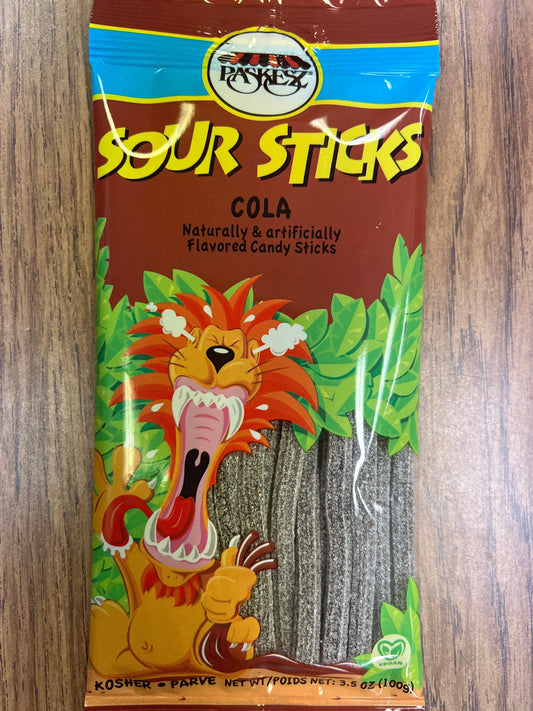 PASKESZ®
SOUR STICKS
COLA
Naturally & artificially
Flavored Candy Sticks
VEGAN
KOSHER • PARVE NET WT/POIDS NET: 3.5 OZ (100g)